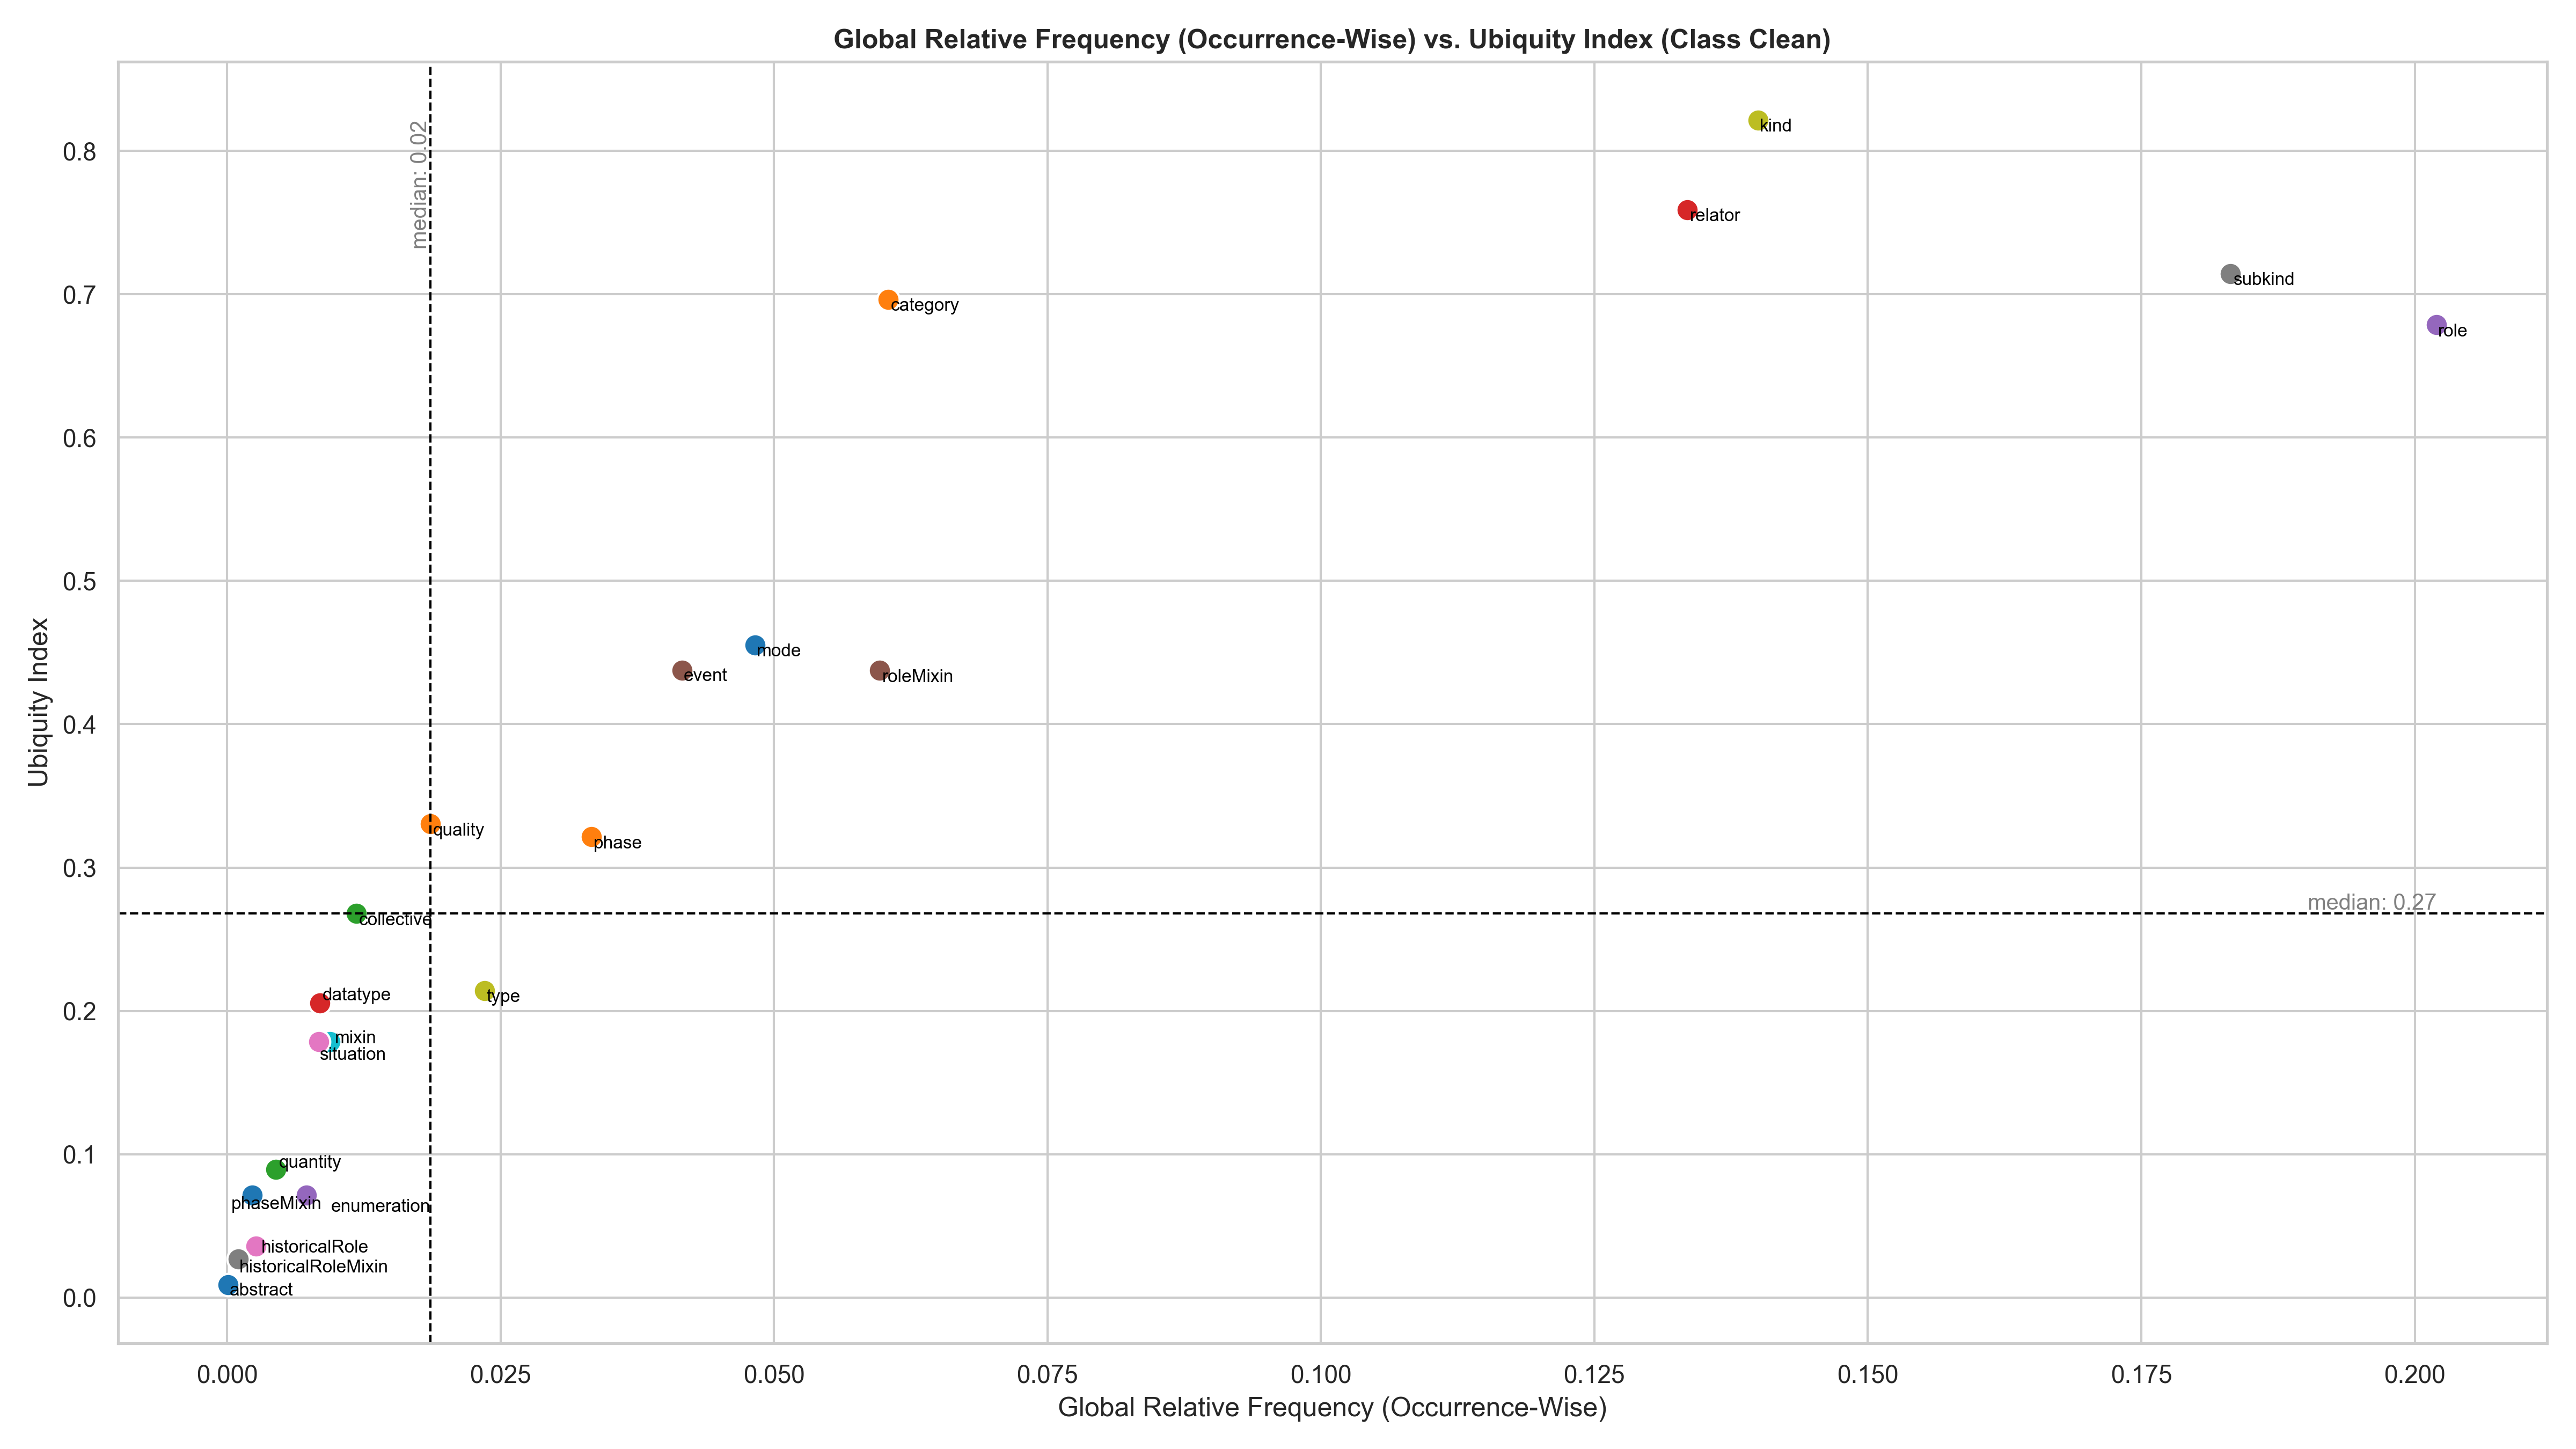 Global Relative Frequency (Occurrence-Wise) vs. Ubiquity Index (Class Clean)
median: 0.02
kind
relator
subkind
category
role
mode
event
roleMixin
quality
phase
median: 0.27
collective
datatype
type
mixin
situation
quantity
phaseMixin
enumeration
historicalRole
historicalRoleMixin
abstract
Ubiquity Index
0.8
0.7
0.6
0.5
0.4
0.3
0.2
0.1
0.0
0.000 0.025 0.050 0.075 0.100 0.125 0.150 0.175 0.200
Global Relative Frequency (Occurrence-Wise)